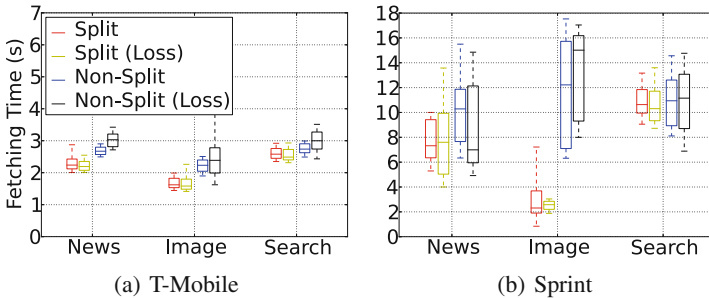 Fetching Time (s)
7
6
5
4
3
2
1
0
Split
Split (Loss)
Non-Split
Non-Split (Loss)
News Image Search
(a) T-Mobile
18
16
14
12
10
8
6
4
2
0
News Image Search
(b) Sprint